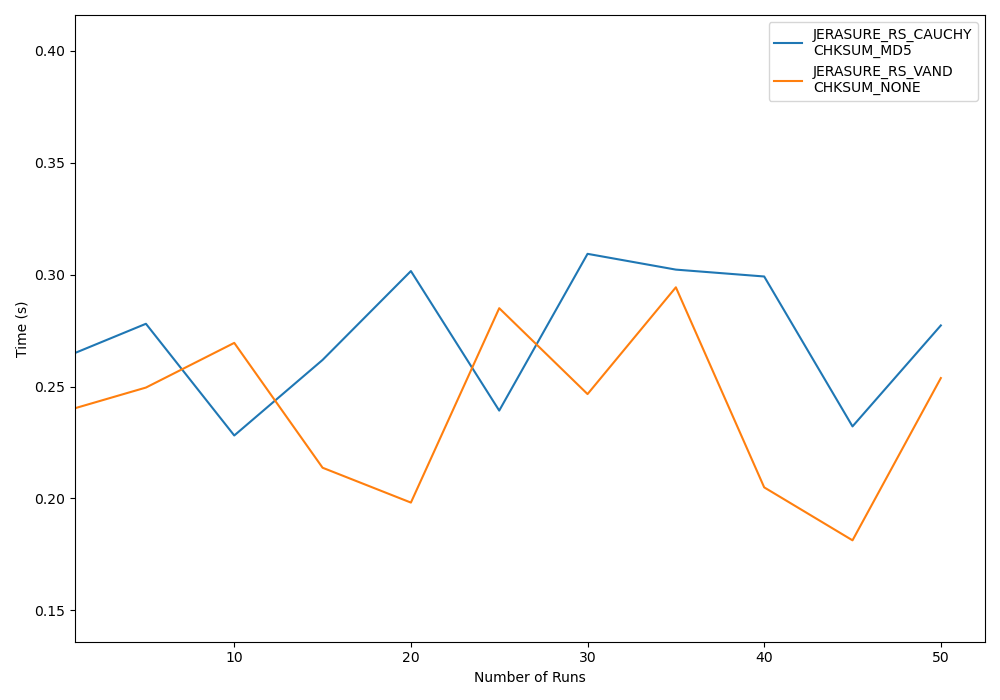 JERASURE_RS_CAUCHY
CHKSUM_MD5
JERASURE_RS_VAND
CHKSUM_NONE
0.40
0.35
0.30
0.25
0.20
0.15
Time (s)
10 20 30 40 50
Number of Runs